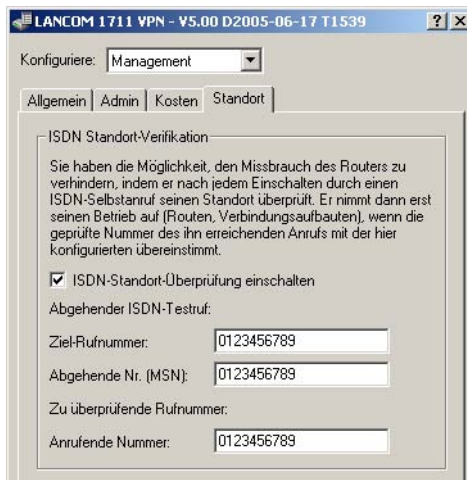 LANCOM 1711 VPN - V5.00 D2005-06-17 T1539
Konfiguriere: Management
Allgemein Admin Kosten Standort
ISDN Standort-Verifikation
Sie haben die Möglichkeit, den Missbrauch des Routers zu
verhindern, indem er nach jedem Einschalten durch einen
ISDN-Selbstanruf seinen Standort überprüft. Er nimmt dann erst
seinen Betrieb auf (Routen, Verbindungsaufbauten), wenn die
geprüfte Nummer des ihn erreichenden Anrufs mit der hier
konfigurierten übereinstimmt.
ISDN-Standort-Überprüfung einschalten
Abgehender ISDN-Testruf:
Ziel-Rufnummer: 0123456789
Abgehende Nr. (MSN): 0123456789
Zu überprüfende Rufnummer:
Anrufende Nummer: 0123456789